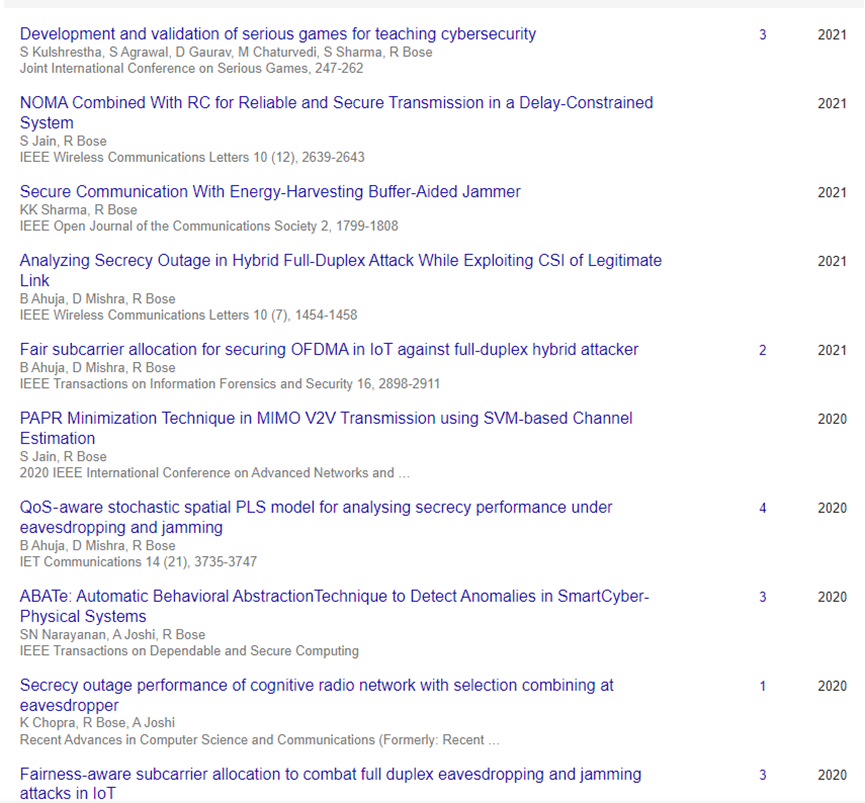 Development and validation of serious games for teaching cybersecurity 3 2021
S Kulshrestha, S Agrawal, D Gaurav, M Chaturvedi, S Sharma, R Bose
Joint International Conference on Serious Games, 247-262
NOMA Combined With RC for Reliable and Secure Transmission in a Delay-Constrained 2021
System
S Jain, R Bose
IEEE Wireless Communications Letters 10 (12), 2639-2643
Secure Communication With Energy-Harvesting Buffer-Aided Jammer 2021
KK Sharma, R Bose
IEEE Open Journal of the Communications Society 2, 1799-1808
Analyzing Secrecy Outage in Hybrid Full-Duplex Attack While Exploiting CSI of Legitimate 2021
Link
B Ahuja, D Mishra, R Bose
IEEE Wireless Communications Letters 10 (7), 1454-1458
Fair subcarrier allocation for securing OFDMA in IoT against full-duplex hybrid attacker 2 2021
B Ahuja, D Mishra, R Bose
IEEE Transactions on Information Forensics and Security 16, 2898-2911
PAPR Minimization Technique in MIMO V2V Transmission using SVM-based Channel 2020
Estimation
S Jain, R Bose
2020 IEEE International Conference on Advanced Networks and …
QoS-aware stochastic spatial PLS model for analysing secrecy performance under 4 2020
eavesdropping and jamming
B Ahuja, D Mishra, R Bose
IET Communications 14 (21), 3735-3747
ABATe: Automatic Behavioral AbstractionTechnique to Detect Anomalies in SmartCyber- 3 2020
Physical Systems
SN Narayanan, A Joshi, R Bose
IEEE Transactions on Dependable and Secure Computing
Secrecy outage performance of cognitive radio network with selection combining at 1 2020
eavesdropper
K Chopra, R Bose, A Joshi
Recent Advances in Computer Science and Communications (Formerly: Recent …
Fairness-aware subcarrier allocation to combat full duplex eavesdropping and jamming 3 2020
attacks in IoT